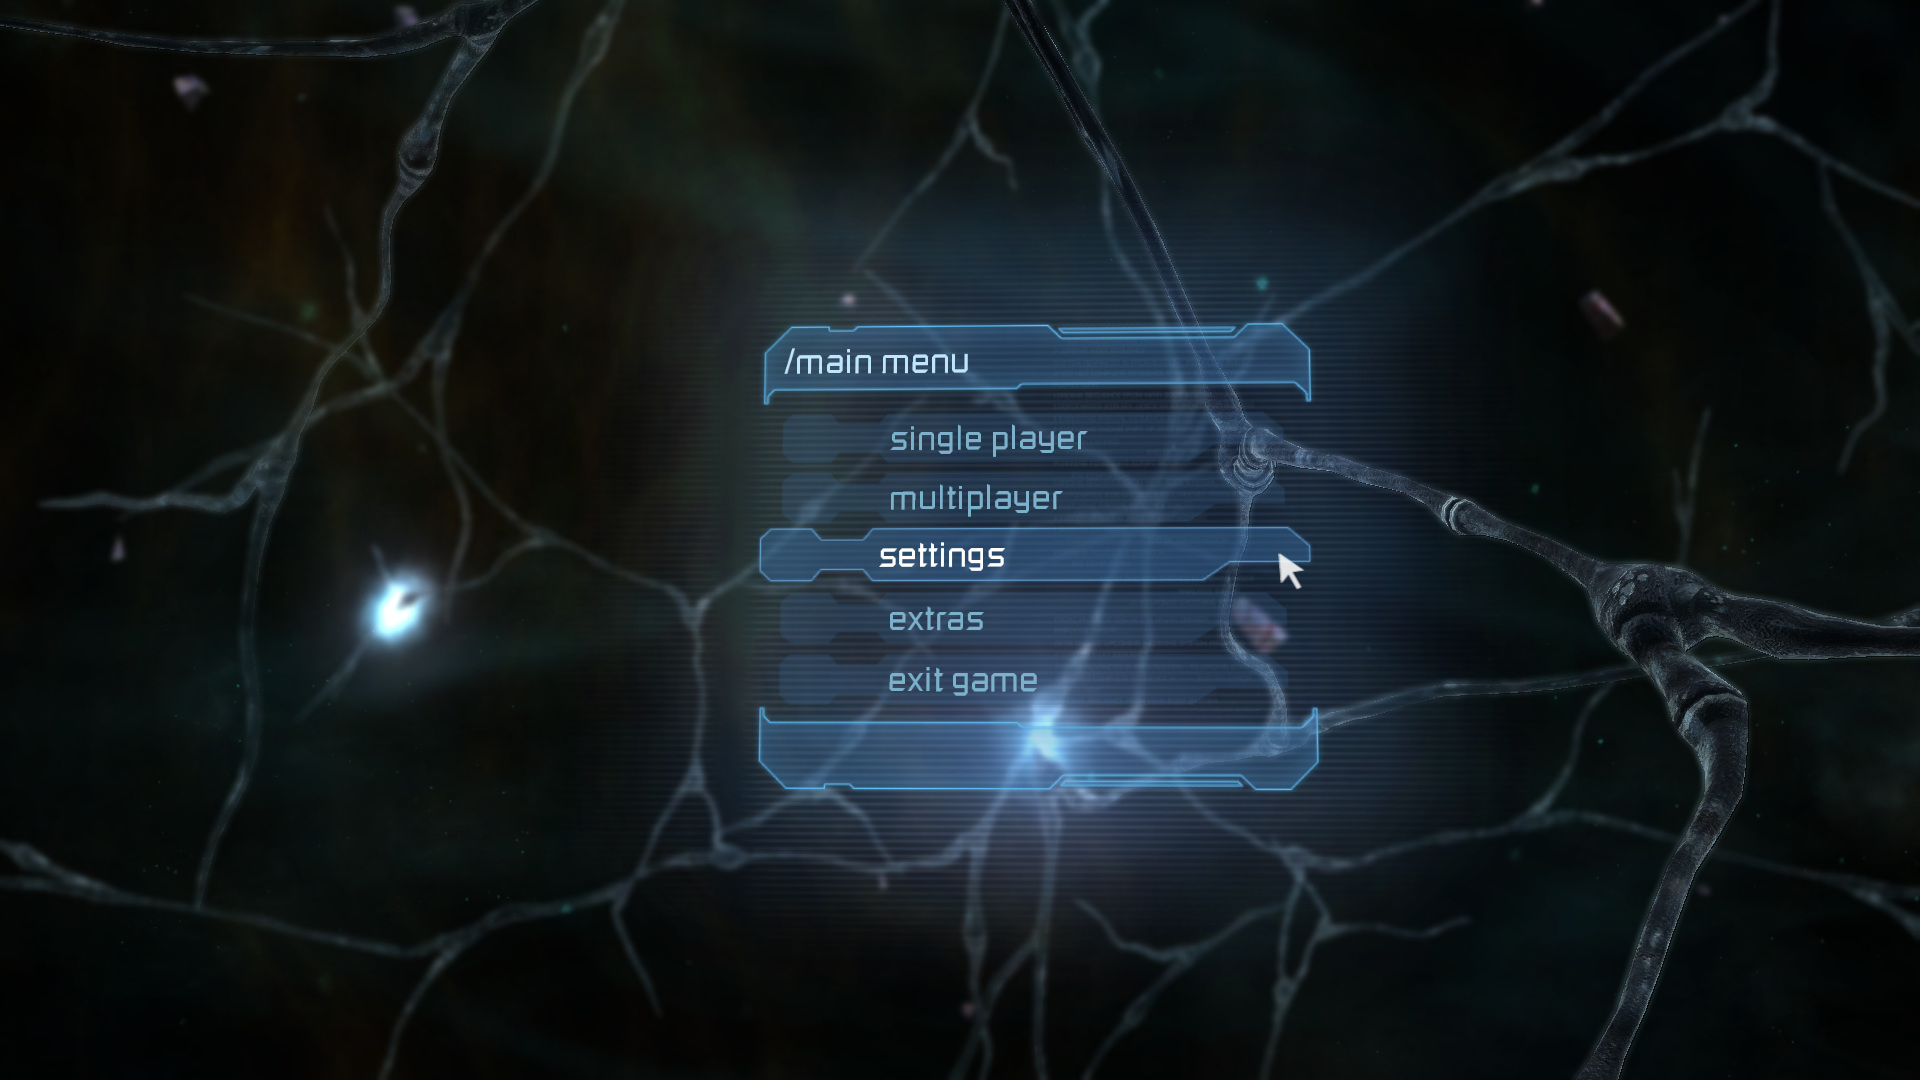 /main menu
single player
multiplayer
settings
extras
exit game